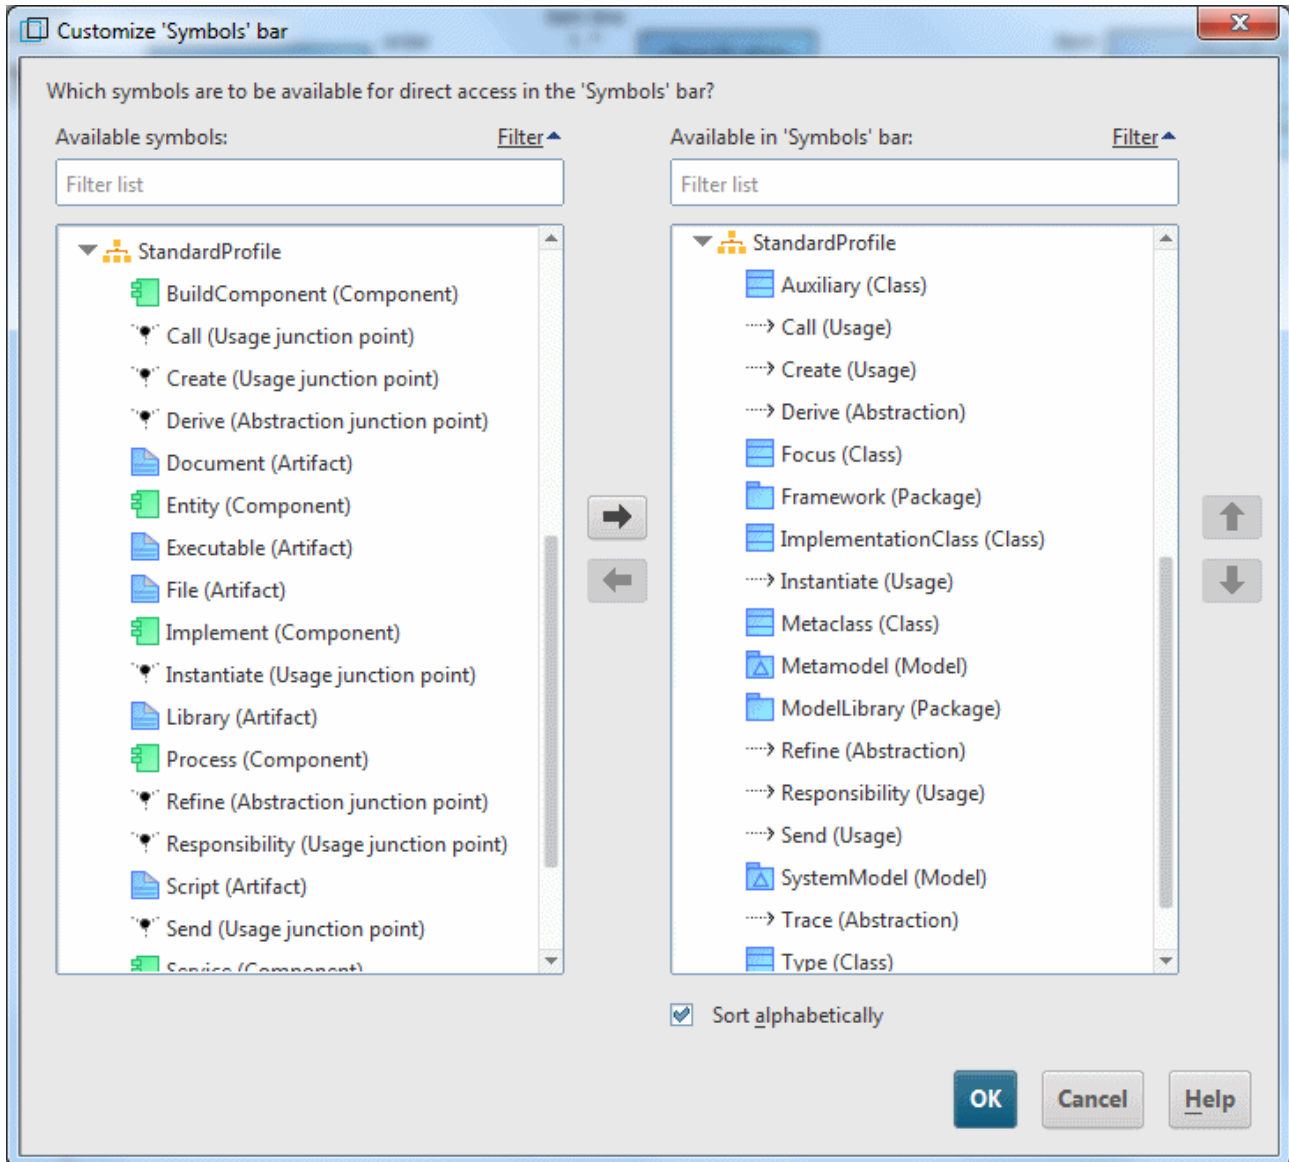 Customize 'Symbols' bar
Which symbols are to be available for direct access in the 'Symbols' bar?
Available symbols:
Filter
Filter list
StandardProfile
BuildComponent (Component)
Call (Usage junction point)
Create (Usage junction point)
Derive (Abstraction junction point)
Document (Artifact)
Entity (Component)
Executable (Artifact)
File (Artifact)
Implement (Component)
Instantiate (Usage junction point)
Library (Artifact)
Process (Component)
Refine (Abstraction junction point)
Responsibility (Usage junction point)
Script (Artifact)
Send (Usage junction point)
Service (Component)
Available in 'Symbols' bar:
Filter
Filter list
StandardProfile
Auxiliary (Class)
Call (Usage)
Create (Usage)
Derive (Abstraction)
Focus (Class)
Framework (Package)
ImplementationClass (Class)
Instantiate (Usage)
Metaclass (Class)
Metamodel (Model)
ModelLibrary (Package)
Refine (Abstraction)
Responsibility (Usage)
Send (Usage)
SystemModel (Model)
Trace (Abstraction)
Type (Class)
Sort alphabetically
OK
Cancel
Help